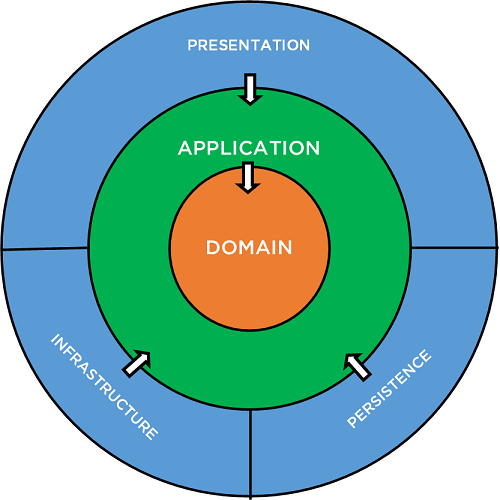 PRESENTATION
APPLICATION
DOMAIN
INFRASTRUCTURE
PERSISTENCE